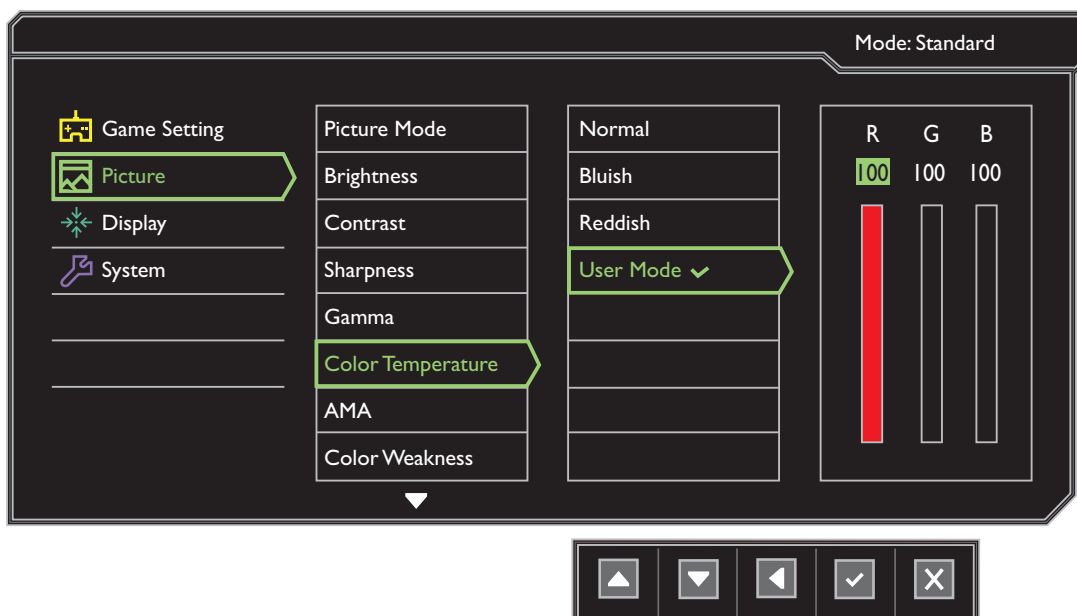 Mode: Standard
Game Setting
Picture
Display
System
Picture Mode
Brightness
Contrast
Sharpness
Gamma
Color Temperature
AMA
Color Weakness
Normal
Bluish
Reddish
User Mode
R G B
100 100 100